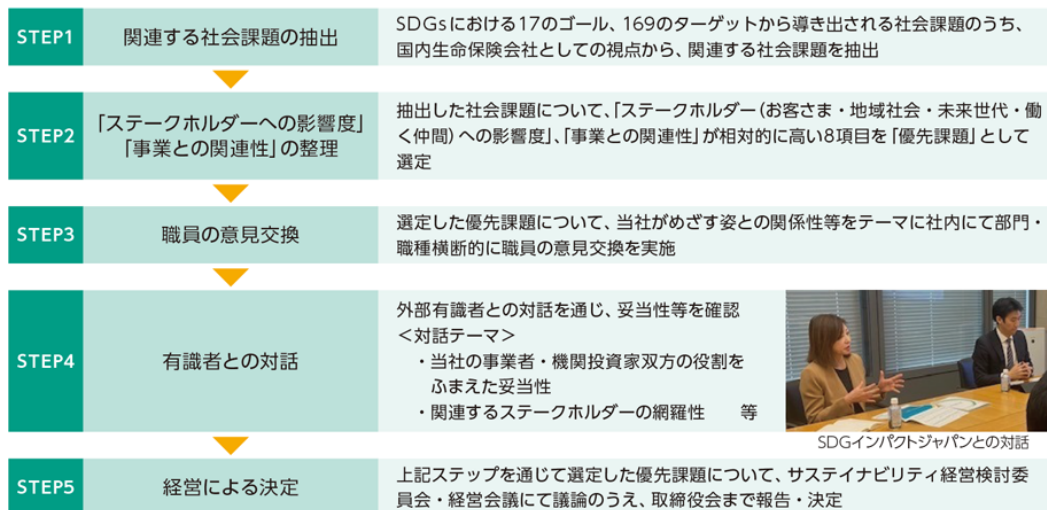 STEP1
関連する社会課題の抽出
SDGsにおける17のゴール、169のターゲットから導き出される社会課題のうち、
国内生命保険会社としての視点から、関連する社会課題を抽出
STEP2
「ステークホルダーへの影響度」
「事業との関連性」の整理
抽出した社会課題について、「ステークホルダー(お客さま・地域社会・未来世代・働
く仲間)への影響度」、「事業との関連性」が相対的に高い8項目を「優先課題」として
選定
STEP3
職員の意見交換
選定した優先課題について、当社がめざす姿との関係性等をテーマに社内にて部門・
職種横断的に職員の意見交換を実施
STEP4
有識者との対話
外部有識者との対話を通じ、妥当性等を確認
<対話テーマ>
・当社の事業者・機関投資家双方の役割を
ふまえた妥当性
・関連するステークホルダーの網羅性　等
SDGインパクトジャパンとの対話
STEP5
経営による決定
上記ステップを通じて選定した優先課題について、サステイナビリティ経営検討委
員会・経営会議にて議論のうえ、取締役会まで報告・決定